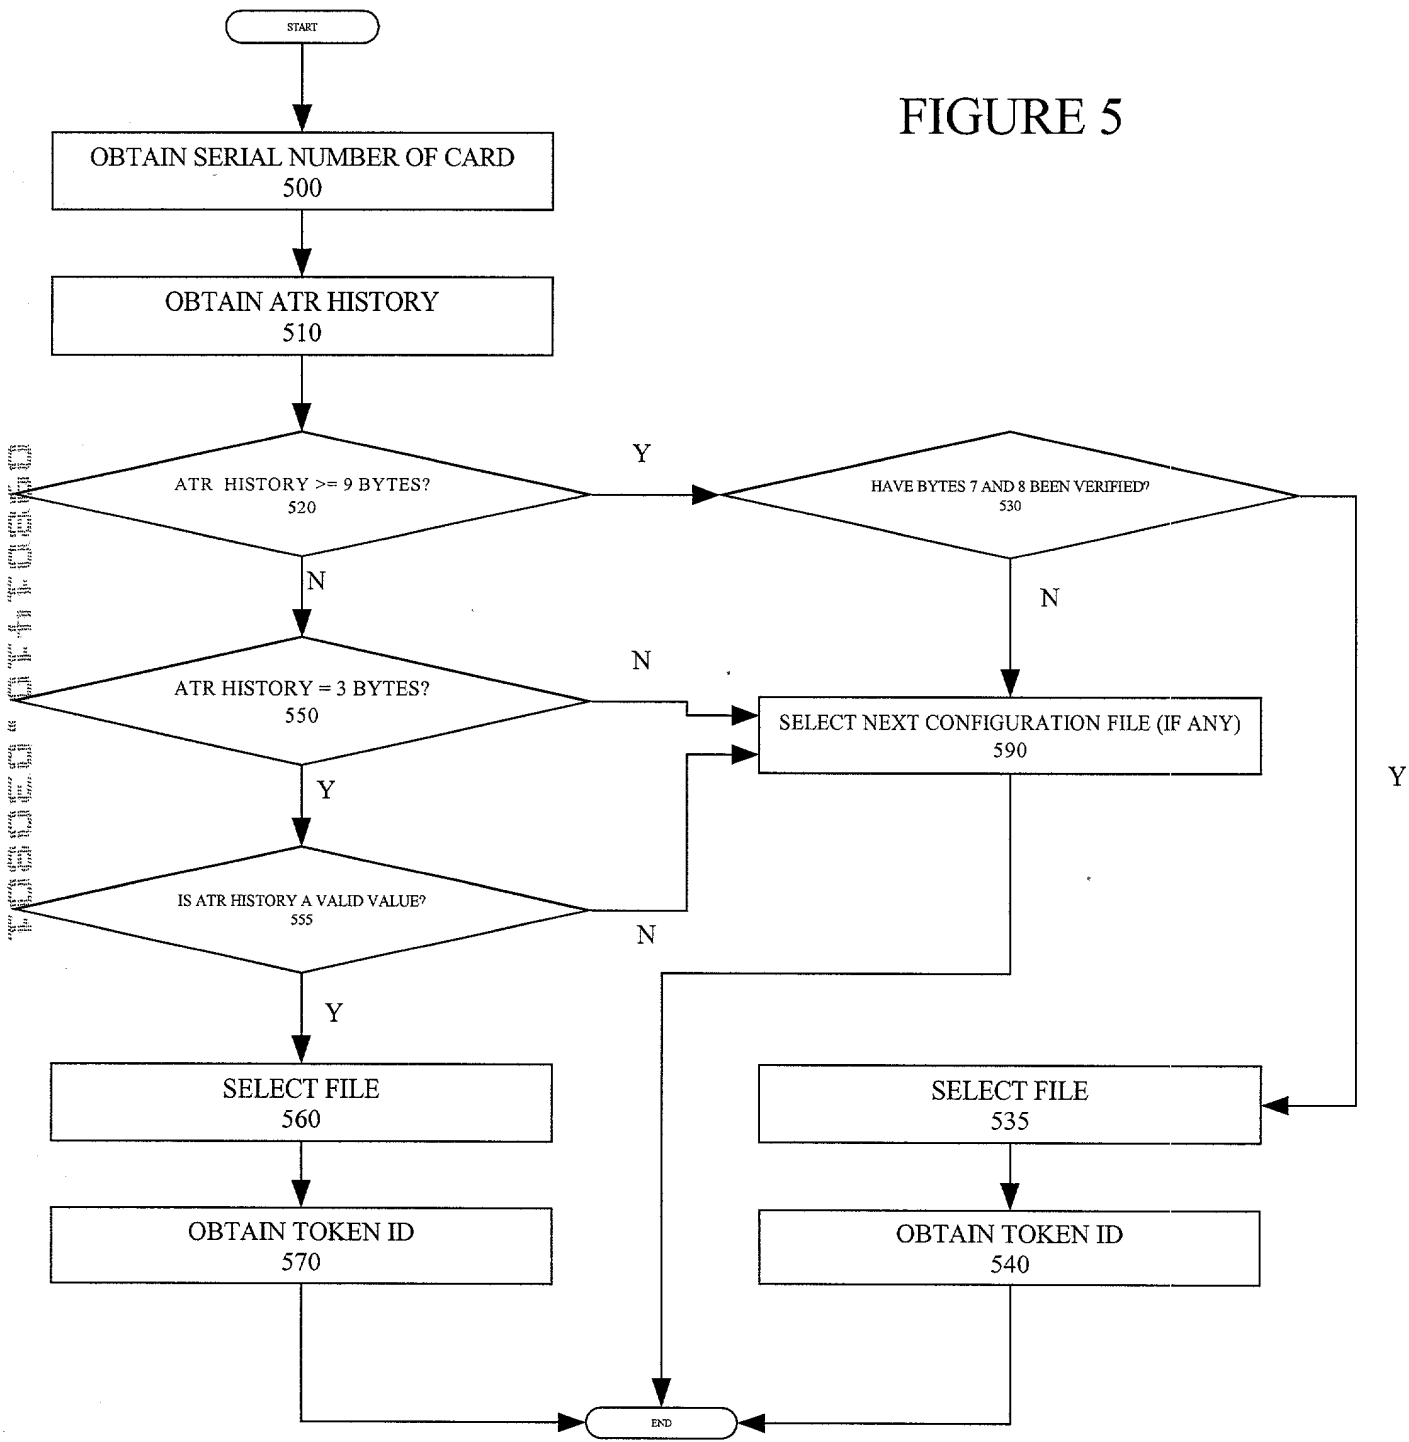 START
FIGURE 5
OBTAIN SERIAL NUMBER OF CARD
500
OBTAIN ATR HISTORY
510
ATR HISTORY >= 9 BYTES?
520
Y
HAVE BYTES 7 AND 8 BEEN VERIFIED?
530
N
N
ATR HISTORY = 3 BYTES?
550
N
SELECT NEXT CONFIGURATION FILE (IF ANY)
590
Y
Y
IS ATR HISTORY A VALID VALUE?
555
N
Y
SELECT FILE
560
SELECT FILE
535
OBTAIN TOKEN ID
570
OBTAIN TOKEN ID
540
END